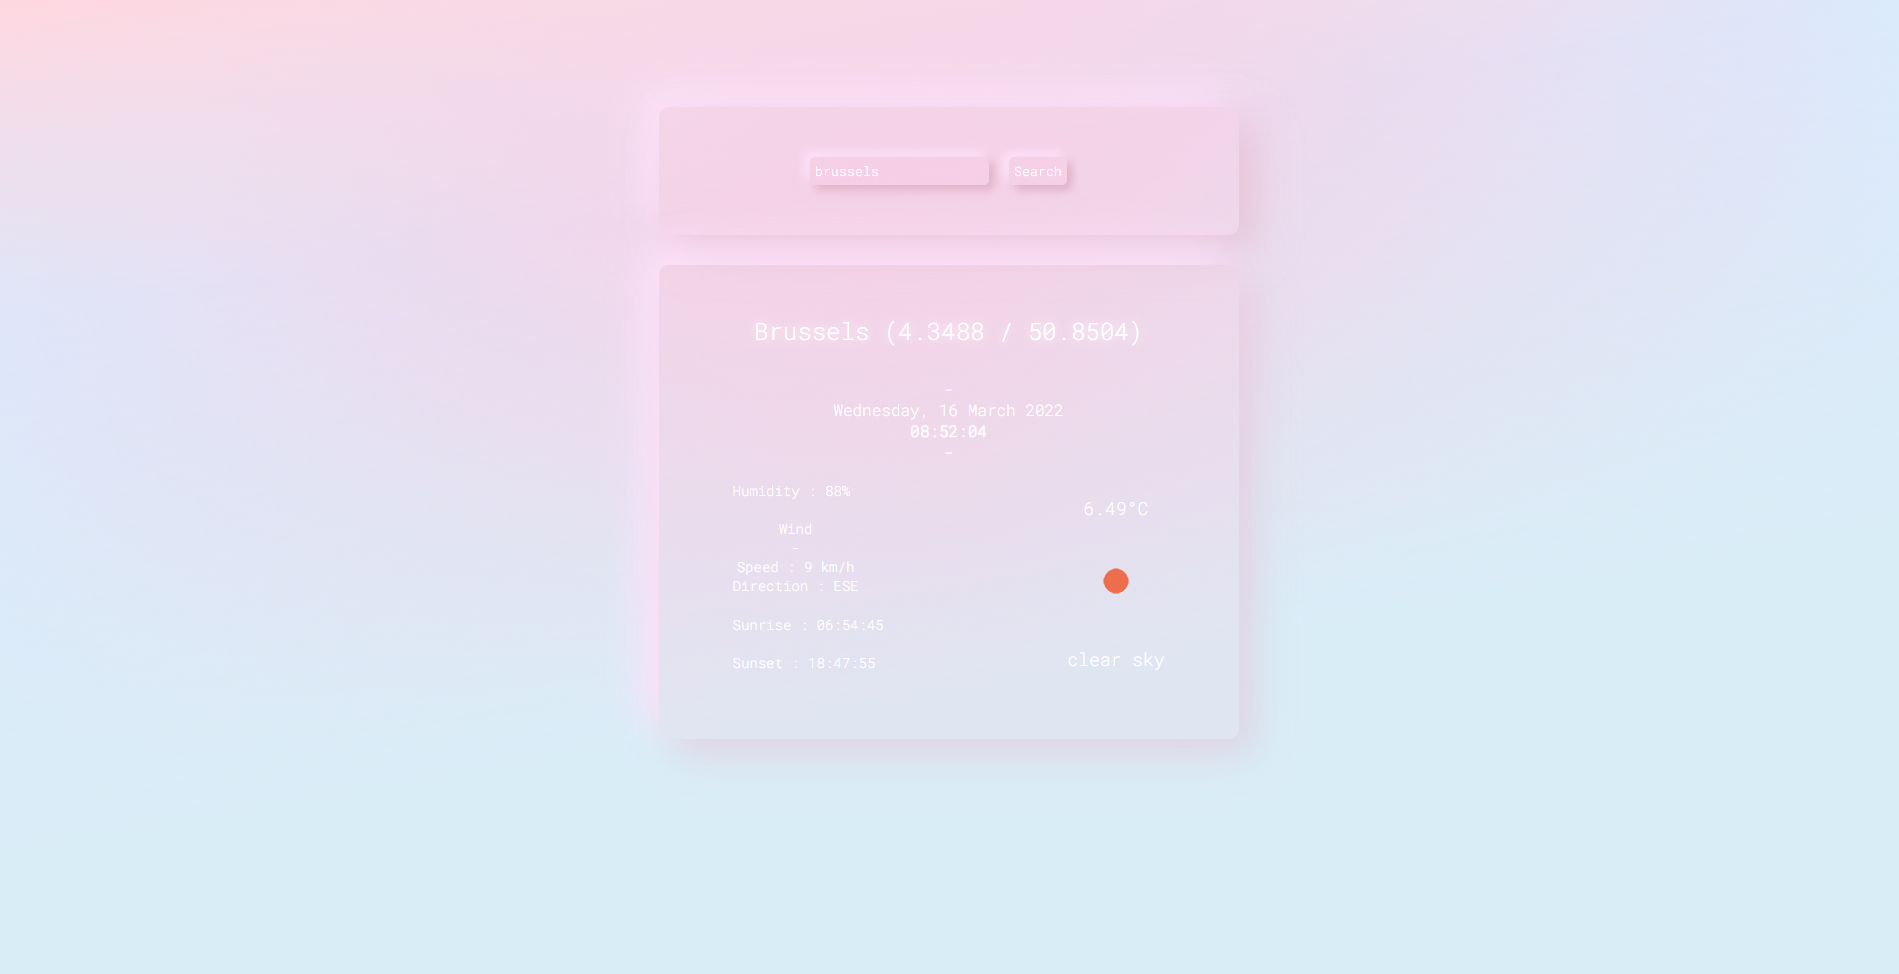 brussels
Search
Brussels (4.3488 / 50.8504)
-
Wednesday, 16 March 2022
08:52:04
-
Humidity : 88%
Wind
-
Speed : 9 km/h
Direction : ESE
Sunrise : 06:54:45
Sunset : 18:47:55
6.49°C
clear sky